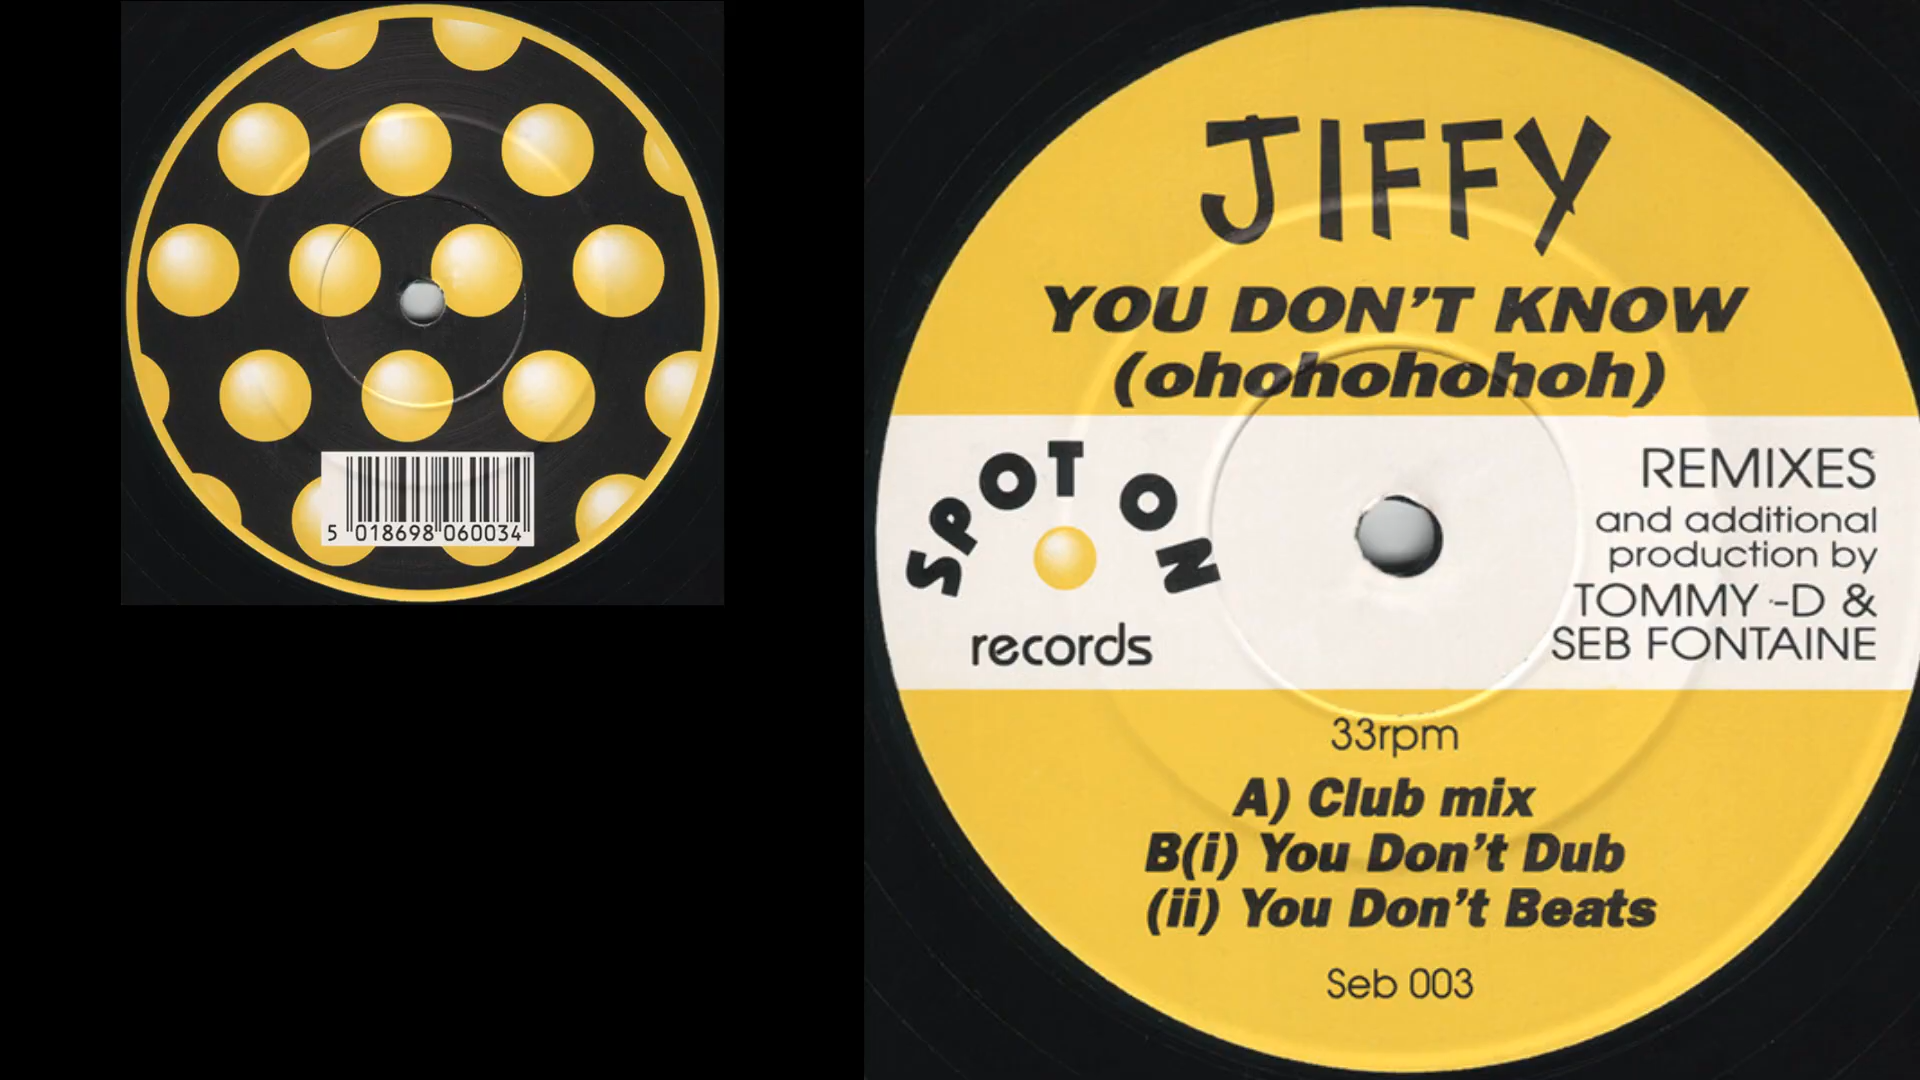 5 018698 060034
JIFFY
YOU DON'T KNOW
(ohohohohoh)
SPOT ON
records
REMIXES
and additional
production by
TOMMY -D &
SEB FONTAINE
33rpm
A) Club mix
B(i) You Don't Dub
(ii) You Don't Beats
Seb 003